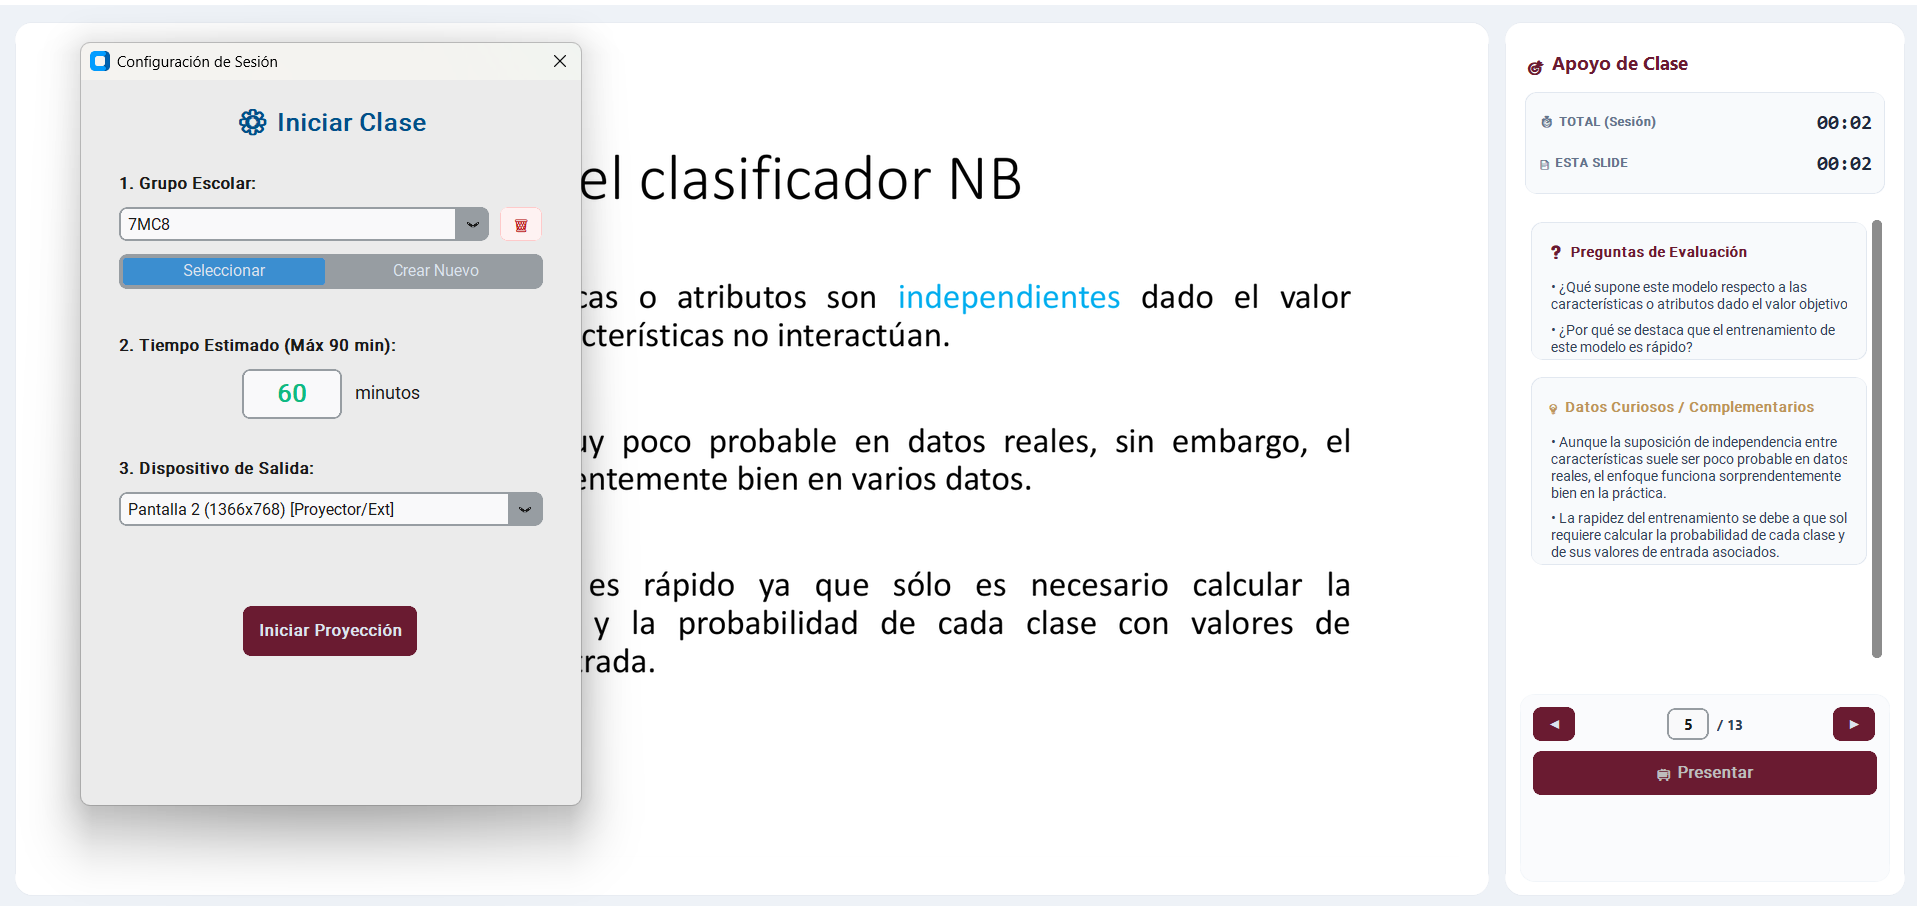 Configuración de Sesión
Iniciar Clase
1. Grupo Escolar:
7MC8
Seleccionar
Crear Nuevo
2. Tiempo Estimado (Máx 90 min):
60
minutos
3. Dispositivo de Salida:
Pantalla 2 (1366x768) [Proyector/Ext]
Iniciar Proyección
el clasificador NB
cas o atributos son independientes dado el valor
cterísticas no interactúan.
uy poco probable en datos reales, sin embargo, el
entemente bien en varios datos.
es rápido ya que sólo es necesario calcular la
y la probabilidad de cada clase con valores de
trada.
Apoyo de Clase
TOTAL (Sesión) 00:02
ESTA SLIDE 00:02
? Preguntas de Evaluación
• ¿Qué supone este modelo respecto a las
características o atributos dado el valor objetivo
• ¿Por qué se destaca que el entrenamiento de
este modelo es rápido?
Datos Curiosos / Complementarios
• Aunque la suposición de independencia entre
características suele ser poco probable en datos
reales, el enfoque funciona sorprendentemente
bien en la práctica.
• La rapidez del entrenamiento se debe a que sol
requiere calcular la probabilidad de cada clase y
de sus valores de entrada asociados.
5 / 13
Presentar